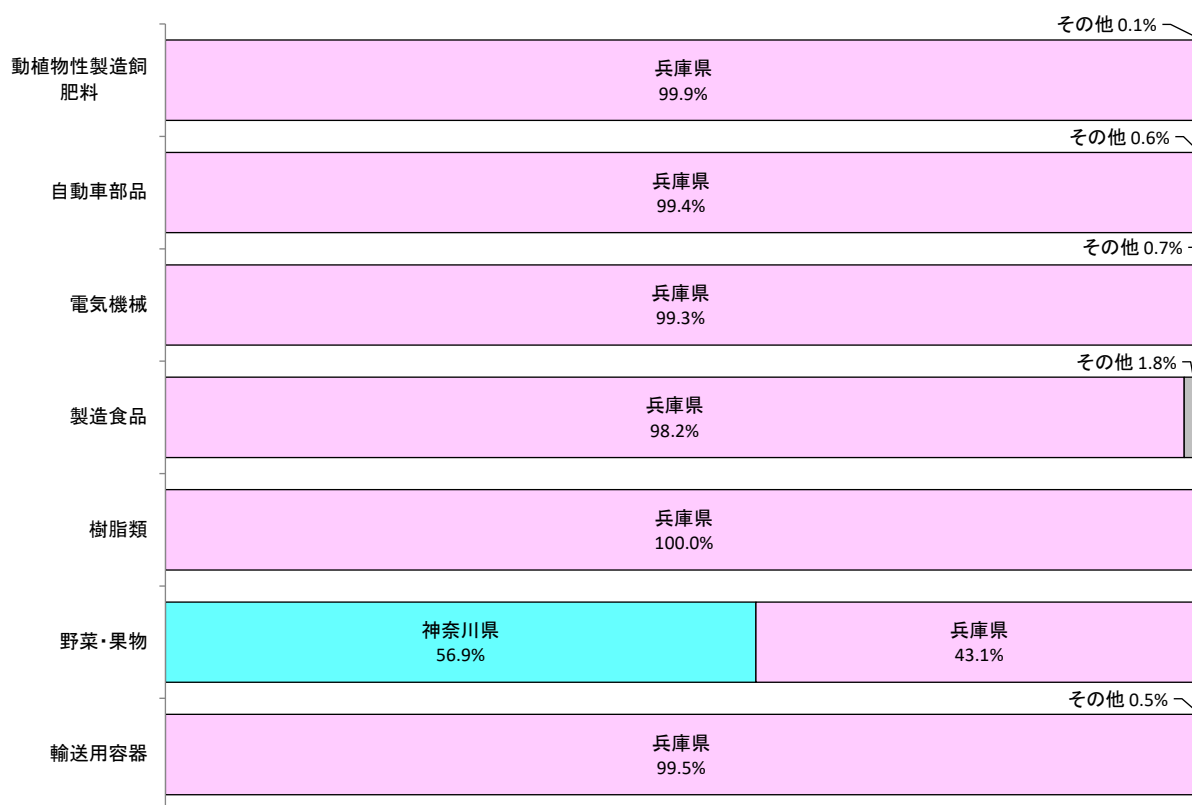 その他 0.1%
動植物性製造飼
肥料
兵庫県
99.9%
その他 0.6%
自動車部品
兵庫県
99.4%
その他 0.7%
電気機械
兵庫県
99.3%
その他 1.8%
製造食品
兵庫県
98.2%
樹脂類
兵庫県
100.0%
野菜・果物
神奈川県
56.9%
兵庫県
43.1%
その他 0.5%
輸送用容器
兵庫県
99.5%